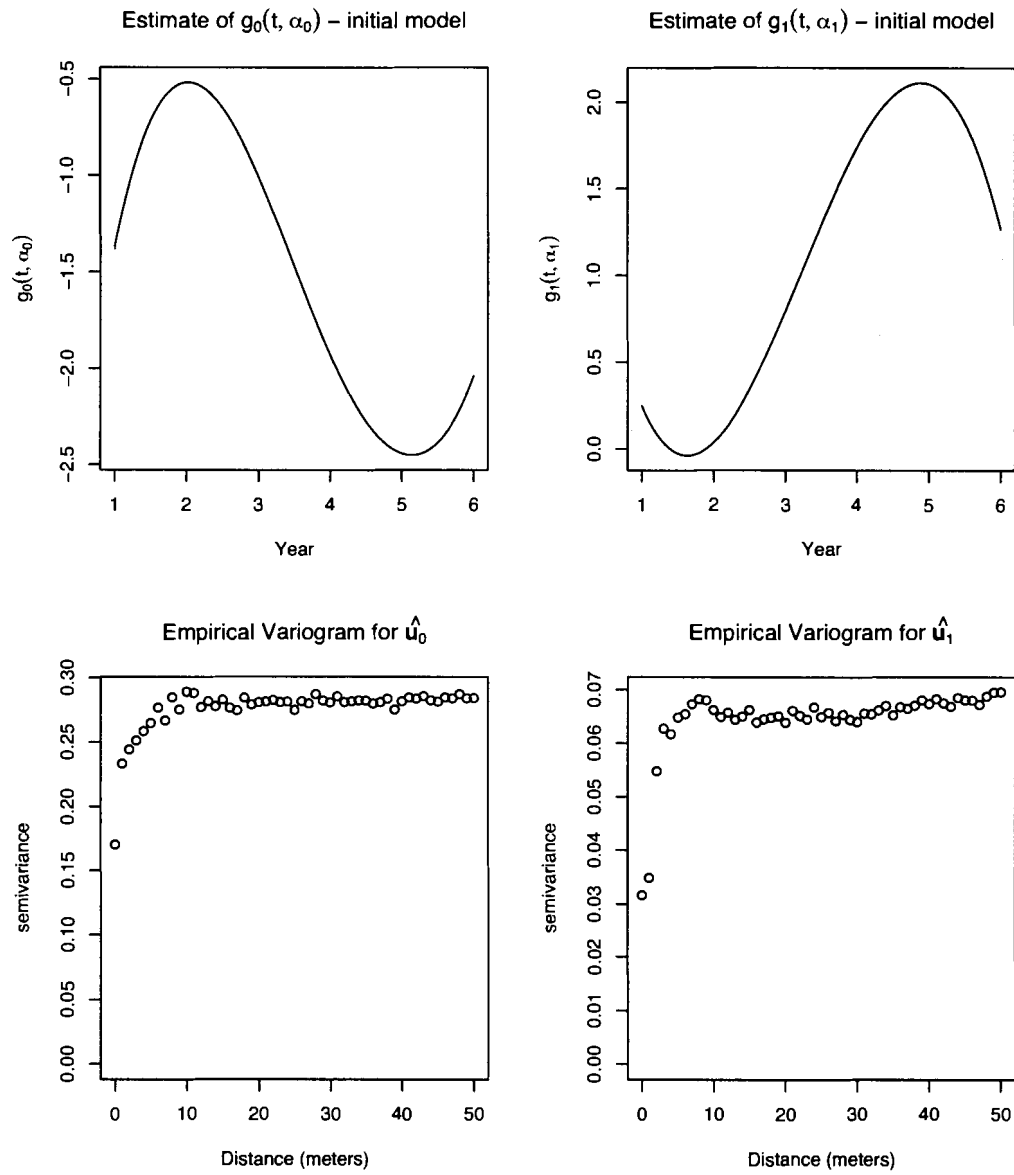 Estimate of g₀(t, α₀) – initial model
g₀(t, α₀)
-0.5
-1.0
-1.5
-2.0
-2.5
1 2 3 4 5 6
Year
Estimate of g₁(t, α₁) – initial model
g₁(t, α₁)
2.0
1.5
1.0
0.5
0.0
1 2 3 4 5 6
Year
Empirical Variogram for û₀
semivariance
0.30
0.25
0.20
0.15
0.10
0.05
0.00
0 10 20 30 40 50
Distance (meters)
Empirical Variogram for û₁
semivariance
0.07
0.06
0.05
0.04
0.03
0.02
0.01
0.00
0 10 20 30 40 50
Distance (meters)